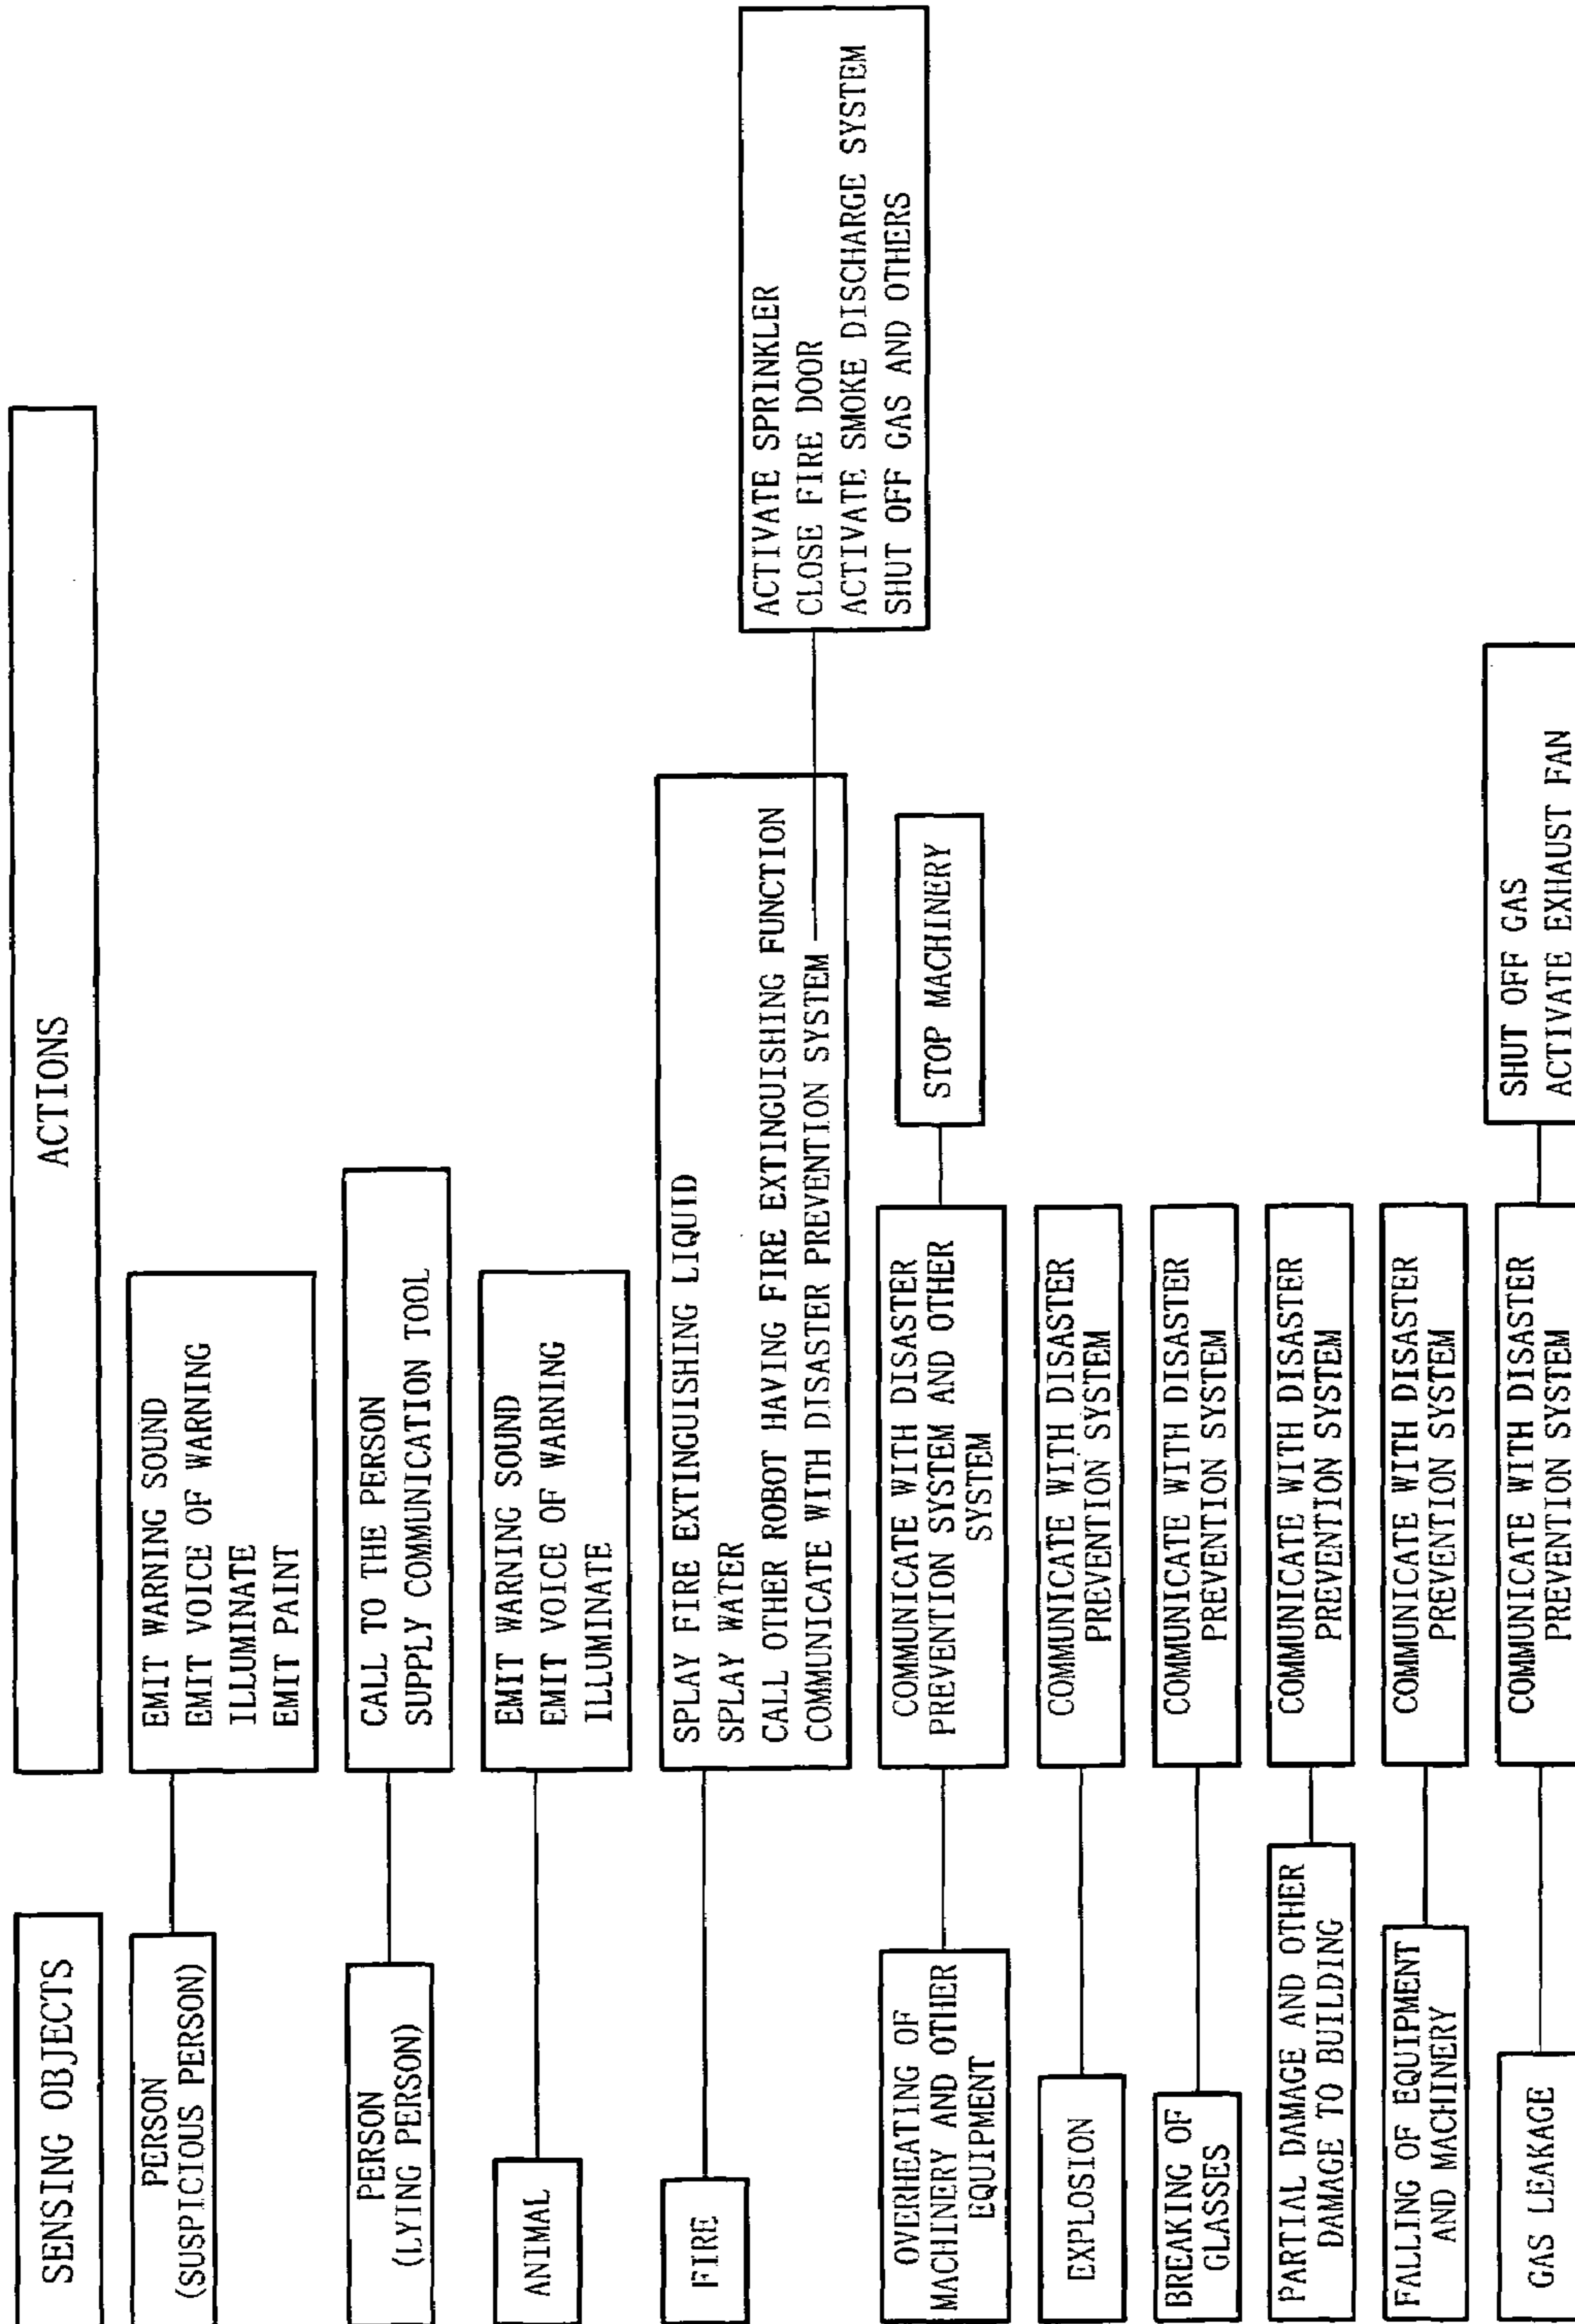 SENSING OBJECTS
ACTIONS
PERSON
(SUSPICIOUS PERSON)
EMIT WARNING SOUND
EMIT VOICE OF WARNING
ILLUMINATE
EMIT PAINT
PERSON
(LYING PERSON)
CALL TO THE PERSON
SUPPLY COMMUNICATION TOOL
ANIMAL
EMIT WARNING SOUND
EMIT VOICE OF WARNING
ILLUMINATE
FIRE
SPLAY FIRE EXTINGUISHING LIQUID
SPLAY WATER
CALL OTHER ROBOT HAVING FIRE EXTINGUISHING FUNCTION
COMMUNICATE WITH DISASTER PREVENTION SYSTEM
ACTIVATE SPRINKLER
CLOSE FIRE DOOR
ACTIVATE SMOKE DISCHARGE SYSTEM
SHUT OFF GAS AND OTHERS
OVERHEATING OF
MACHINERY AND OTHER
EQUIPMENT
COMMUNICATE WITH DISASTER
PREVENTION SYSTEM AND OTHER
SYSTEM
STOP MACHINERY
EXPLOSION
COMMUNICATE WITH DISASTER
PREVENTION SYSTEM
BREAKING OF
GLASSES
COMMUNICATE WITH DISASTER
PREVENTION SYSTEM
PARTIAL DAMAGE AND OTHER
DAMAGE TO BUILDING
COMMUNICATE WITH DISASTER
PREVENTION SYSTEM
FALLING OF EQUIPMENT
AND MACHINERY
COMMUNICATE WITH DISASTER
PREVENTION SYSTEM
GAS LEAKAGE
COMMUNICATE WITH DISASTER
PREVENTION SYSTEM
SHUT OFF GAS
ACTIVATE EXHAUST FAN